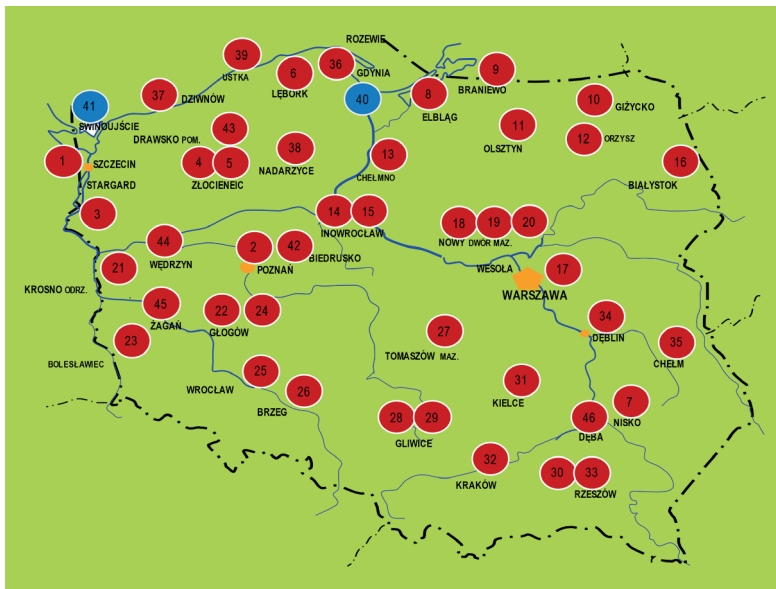 ROZEWIE
39
USTKA
36
GDYNIA
6
LĘBORK
9
BRANIEWO
37
DZIWNÓW
40
8
ELBLĄG
10
GIŻYCKO
41
ŚWINOUJŚCIE
43
DRAWSKO POM.
11
OLSZTYN
12
ORZYSZ
1
SZCZECIN
STARGARD
4
5
ZŁOCIENEIC
38
NADARZYCE
13
CHEŁMNO
16
BIAŁYSTOK
3
14
15
INOWROCŁAW
18
19
20
NOWY DWÓR MAZ.
44
WĘDRZYN
2
POZNAŃ
42
BIEDRUSKO
21
KROSNO ODRZ.
WESOŁA
17
WARSZAWA
45
ŻAGAŃ
22
GŁOGÓW
24
34
DĘBLIN
23
BOLESŁAWIEC
27
TOMASZÓW MAZ.
35
CHEŁM
25
WROCŁAW
26
BRZEG
31
KIELCE
28
29
GLIWICE
46
DĘBA
7
NISKO
32
KRAKÓW
30
33
RZESZÓW